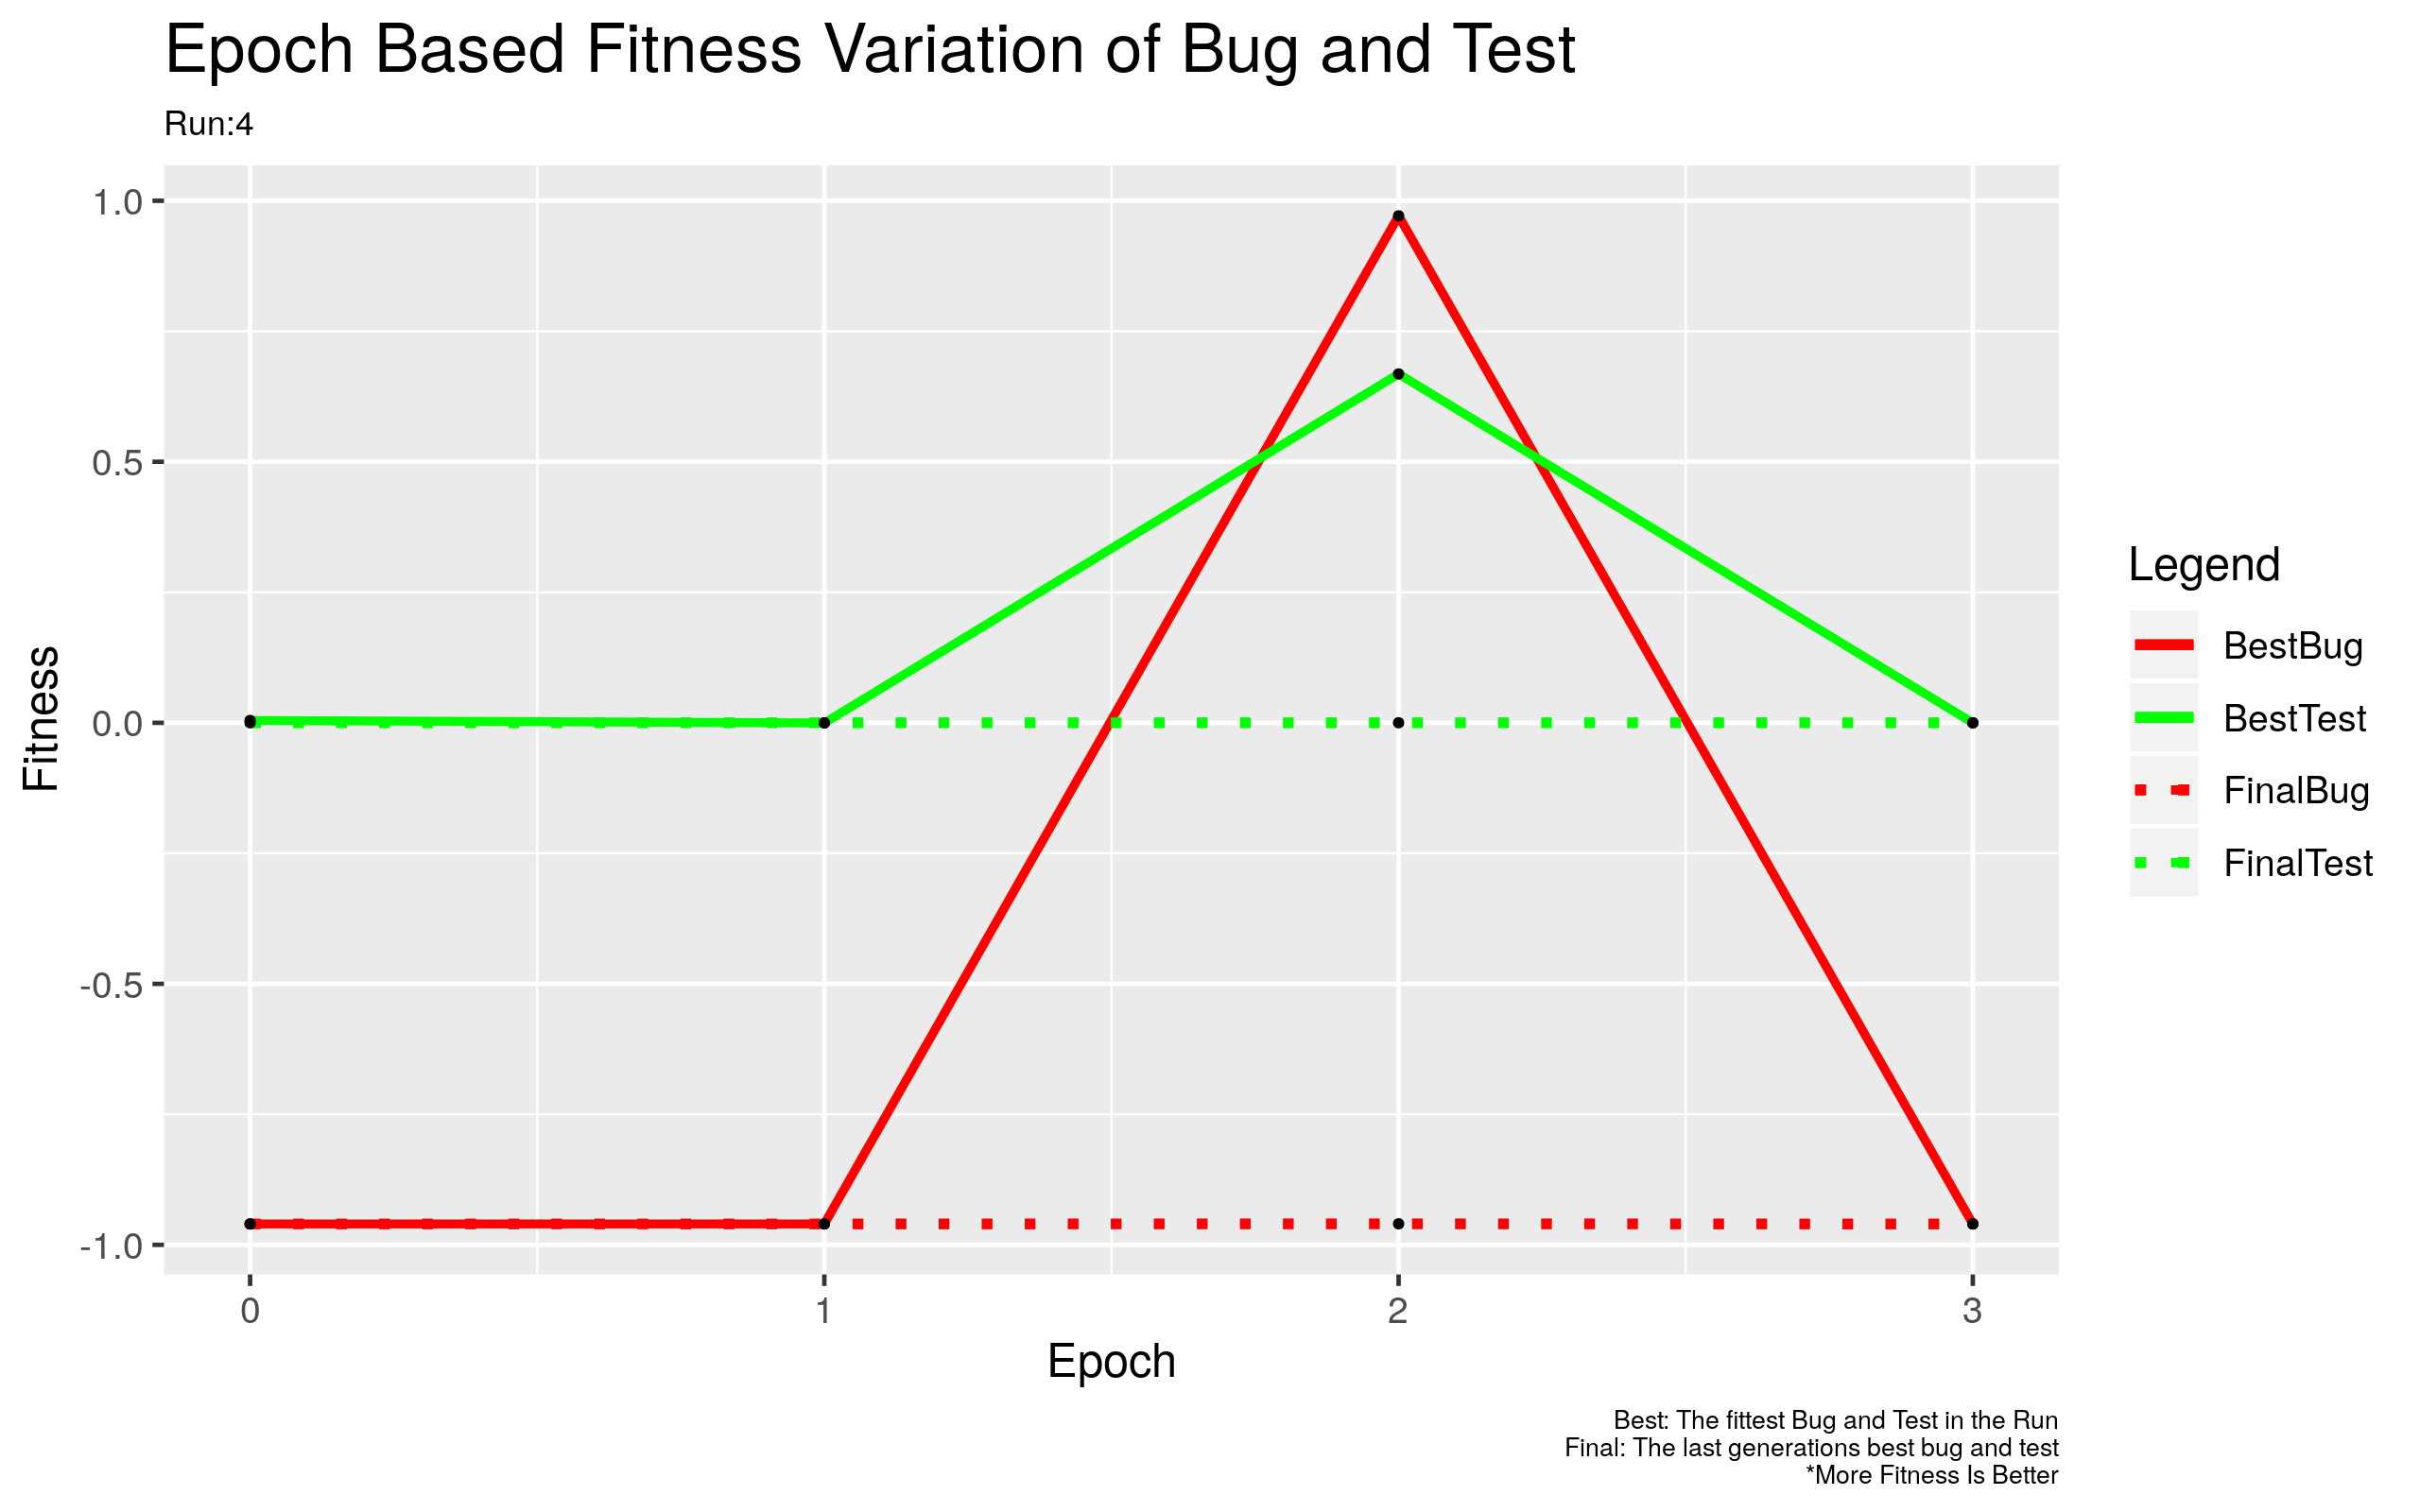 Epoch Based Fitness Variation of Bug and Test
Run:4
1.0
0.5
0.0
-0.5
-1.0
Fitness
0
1
2
3
Epoch
Legend
BestBug
BestTest
FinalBug
FinalTest
Best: The fittest Bug and Test in the Run
Final: The last generations best bug and test
*More Fitness Is Better